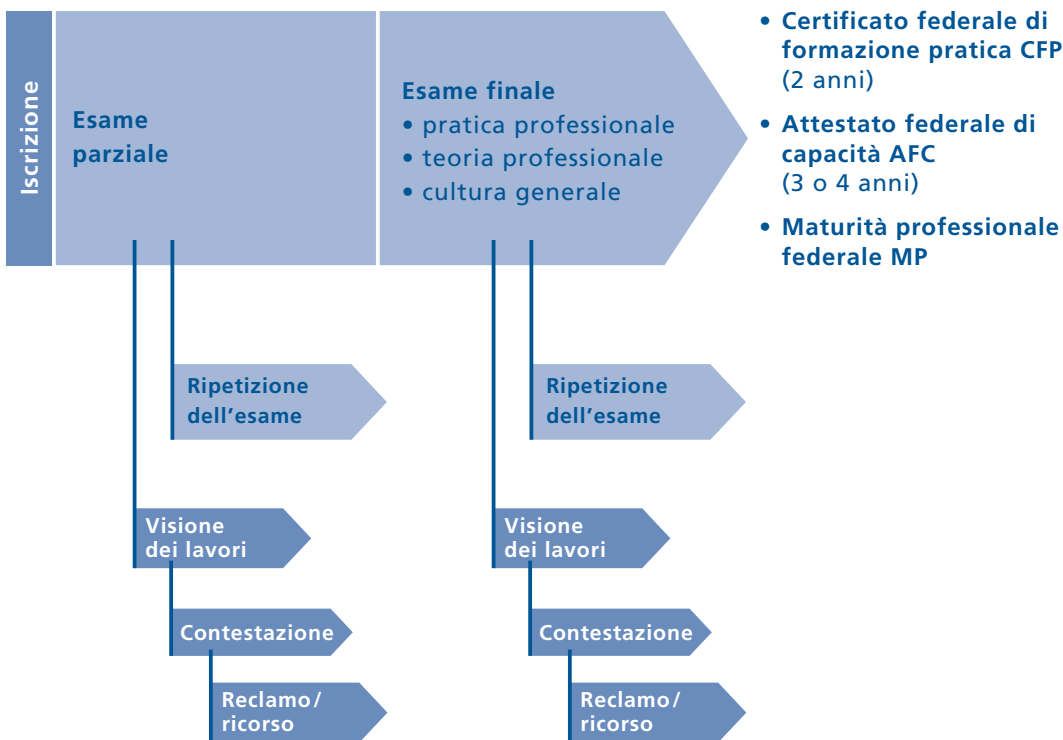 Iscrizione
Esame
parziale
Esame finale
• pratica professionale
• teoria professionale
• cultura generale
• Certificato federale di
formazione pratica CFP
(2 anni)
• Attestato federale di
capacità AFC
(3 o 4 anni)
• Maturità professionale
federale MP
Ripetizione
dell’esame
Ripetizione
dell’esame
Visione
dei lavori
Visione
dei lavori
Contestazione
Contestazione
Reclamo/
ricorso
Reclamo/
ricorso